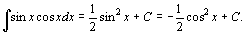 ∫sin x cos xdx = 1/2 sin² x + C = −1/2 cos² x + C.